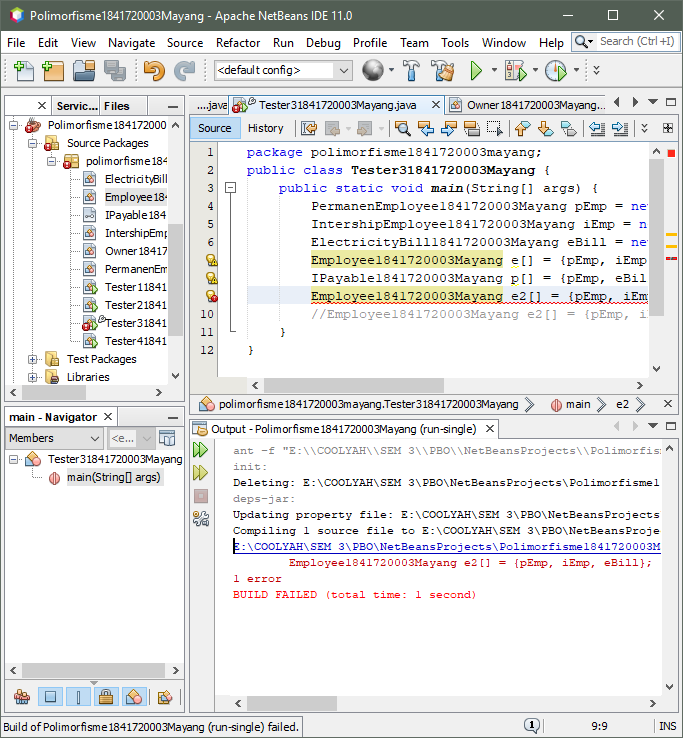 Polimorfisme1841720003Mayang - Apache NetBeans IDE 11.0
File Edit View Navigate Source Refactor Run Debug Profile Team Tools Window Help Search (Ctrl+I)
<default config>
Servic... Files
....java Tester31841720003Mayang.java Owner1841720003Mayang....
Source History
Polimorfisme184172000
Source Packages
polimorfisme184
ElectricityBill
Employee184
IPayable184
IntershipEmp
Owner18417
PermanenEm
Tester11841
Tester21841
Tester31841
Tester41841
Test Packages
Libraries
1 package polimorfisme1841720003mayang;
2 public class Tester31841720003Mayang {
3 public static void main(String[] args) {
4 PermanenEmployee1841720003Mayang pEmp = new
5 IntershipEmployee1841720003Mayang iEmp = n
6 ElectricityBill1841720003Mayang eBill = new
Employee1841720003Mayang e[] = {pEmp, iEmp
IPayable1841720003Mayang p[] = {pEmp, eBil
Employee1841720003Mayang e2[] = {pEmp, iEm
10 //Employee1841720003Mayang e2[] = {pEmp, i
11 }
12 }
polimorfisme1841720003mayang.Tester31841720003Mayang main e2
main - Navigator
Members <e...
Tester31841720003Mayang
main(String[] args)
Output - Polimorfisme1841720003Mayang (run-single)
ant -f "E:\\COOLYAH\\SEM 3\\PBO\\NetBeansProjects\\Polimorfism
init:
Deleting: E:\COOLYAH\SEM 3\PBO\NetBeansProjects\Polimorfisme1
deps-jar:
Updating property file: E:\COOLYAH\SEM 3\PBO\NetBeansProjects
Compiling 1 source file to E:\COOLYAH\SEM 3\PBO\NetBeansProje
E:\COOLYAH\SEM 3\PBO\NetBeansProjects\Polimorfisme1841720003M
Employee1841720003Mayang e2[] = {pEmp, iEmp, eBill};
1 error
BUILD FAILED (total time: 1 second)
Build of Polimorfisme1841720003Mayang (run-single) failed. 1 9:9 INS